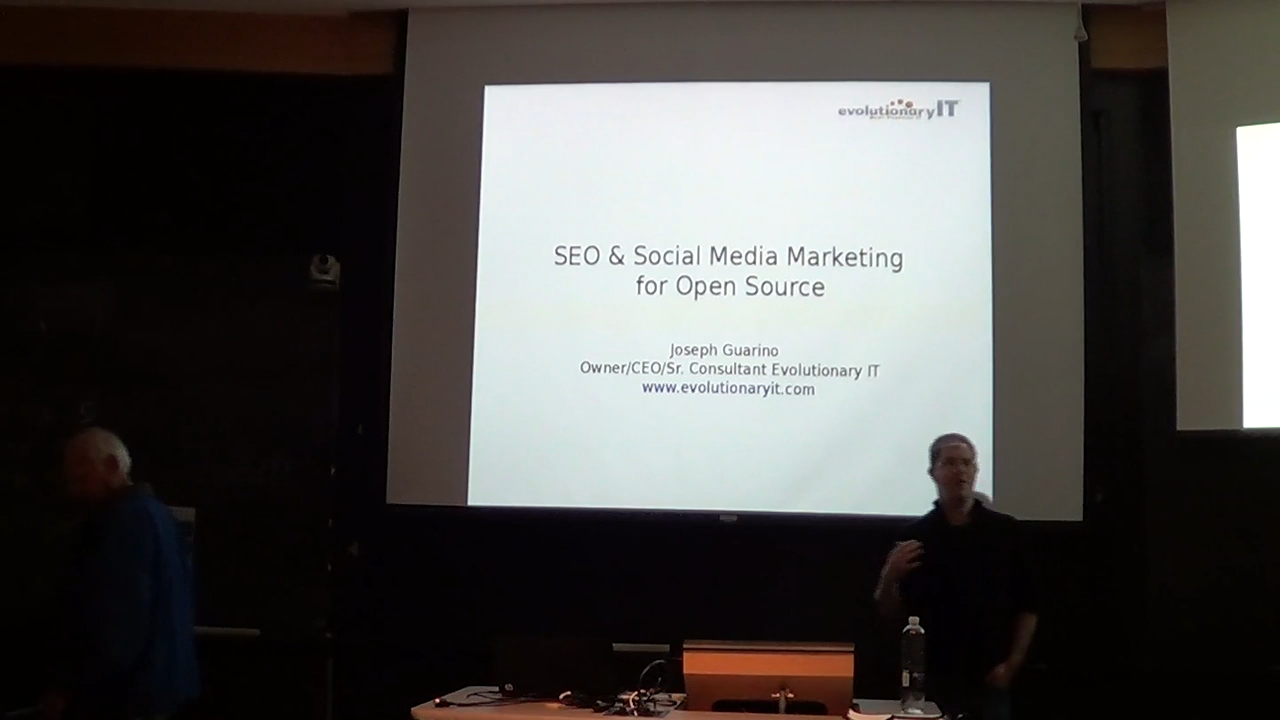 evolutionaryIT
SEO & Social Media Marketing
for Open Source
Joseph Guarino
Owner/CEO/Sr. Consultant Evolutionary IT
www.evolutionaryit.com
hp